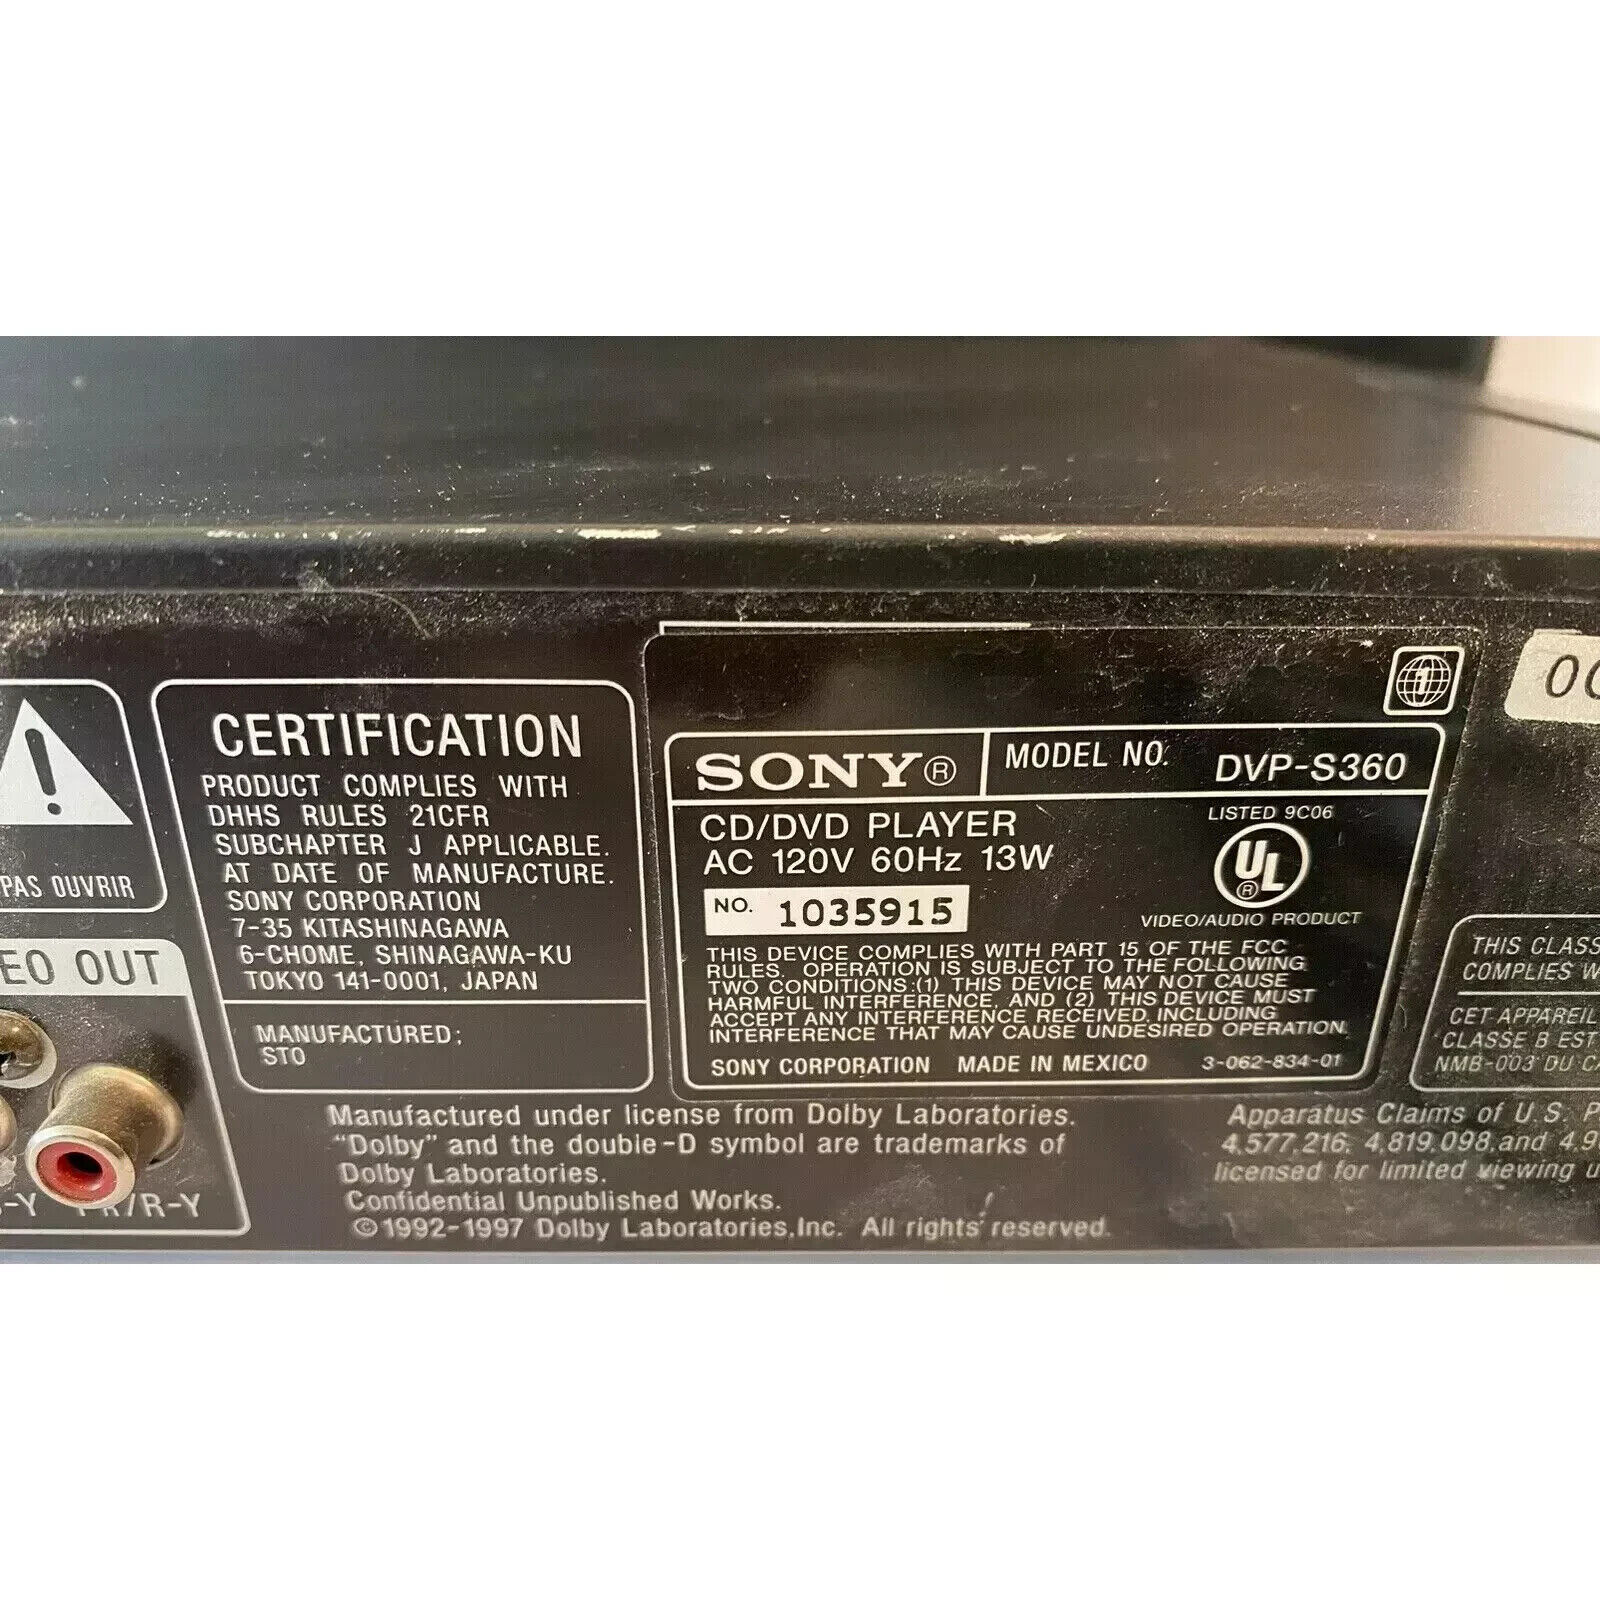 PAS OUVRIR
EO OUT
-Y
/R-Y
CERTIFICATION
PRODUCT COMPLIES WITH
DHHS RULES 21CFR
SUBCHAPTER J APPLICABLE.
AT DATE OF MANUFACTURE.
SONY CORPORATION
7-35 KITASHINAGAWA
6-CHOME, SHINAGAWA-KU
TOKYO 141-0001, JAPAN
MANUFACTURED;
STO
1
SONY® MODEL NO. DVP-S360
CD/DVD PLAYER
AC 120V 60Hz 13W
NO. 1035915
LISTED 9C06
UL®
VIDEO/AUDIO PRODUCT
THIS DEVICE COMPLIES WITH PART 15 OF THE FCC
RULES. OPERATION IS SUBJECT TO THE FOLLOWING
TWO CONDITIONS:(1) THIS DEVICE MAY NOT CAUSE
HARMFUL INTERFERENCE, AND (2) THIS DEVICE MUST
ACCEPT ANY INTERFERENCE RECEIVED, INCLUDING
INTERFERENCE THAT MAY CAUSE UNDESIRED OPERATION.
SONY CORPORATION MADE IN MEXICO 3-062-834-01
THIS CLASS
COMPLIES W
CET APPAREIL
CLASSE B EST
NMB-003 DU
Manufactured under license from Dolby Laboratories.
"Dolby" and the double-D symbol are trademarks of
Dolby Laboratories.
Confidential Unpublished Works.
©1992-1997 Dolby Laboratories,Inc. All rights reserved.
Apparatus Claims of U.S. P
4,577,216, 4,819,098,and 4,9
licensed for limited viewing u